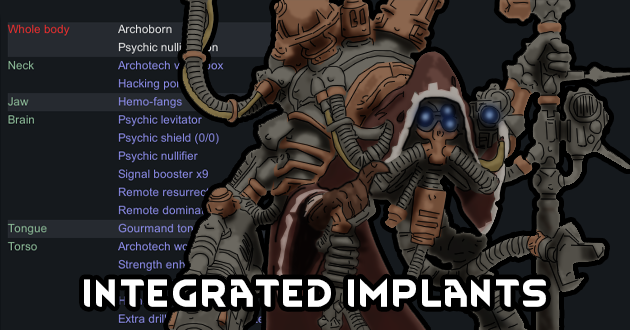 Whole body Archoborn
Psychic
Neck Archotech
Hacking
Jaw Hemo-fangs
Brain Psychic levitator
Psychic shield (0/0)
Psychic nullifier
Signal booster x9
Remote
Remote
Tongue Gourmand
Torso Archotech
Strength
INTEGRATED IMPLANTS
Extra